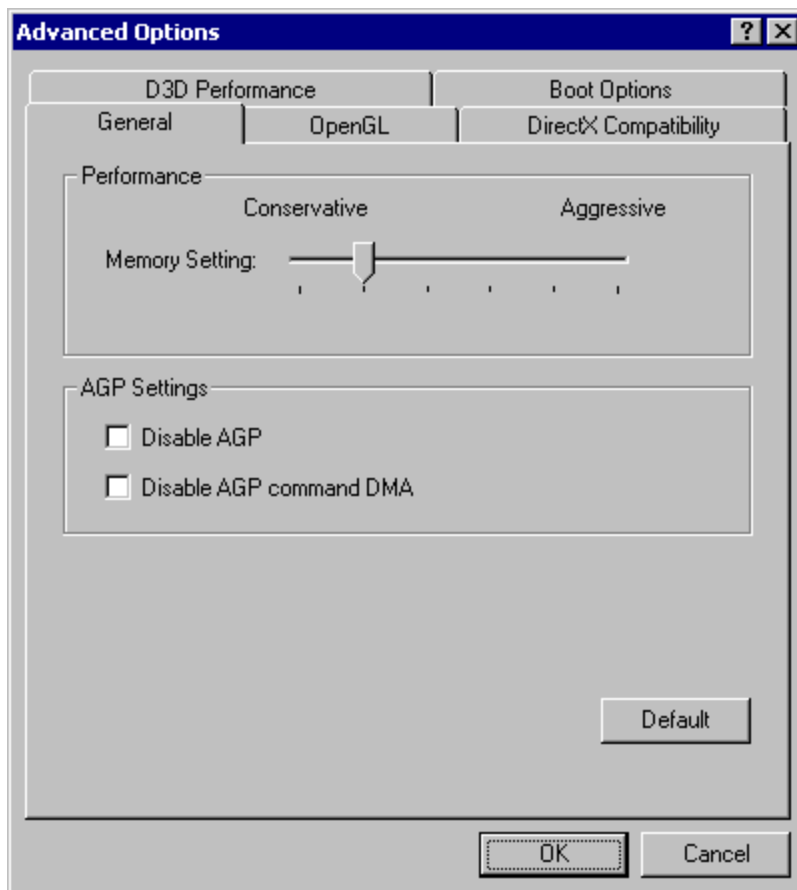 Advanced Options
D3D Performance
Boot Options
General
OpenGL
DirectX Compatibility
Performance
Conservative
Aggressive
Memory Setting:
AGP Settings
Disable AGP
Disable AGP command DMA
Default
OK
Cancel